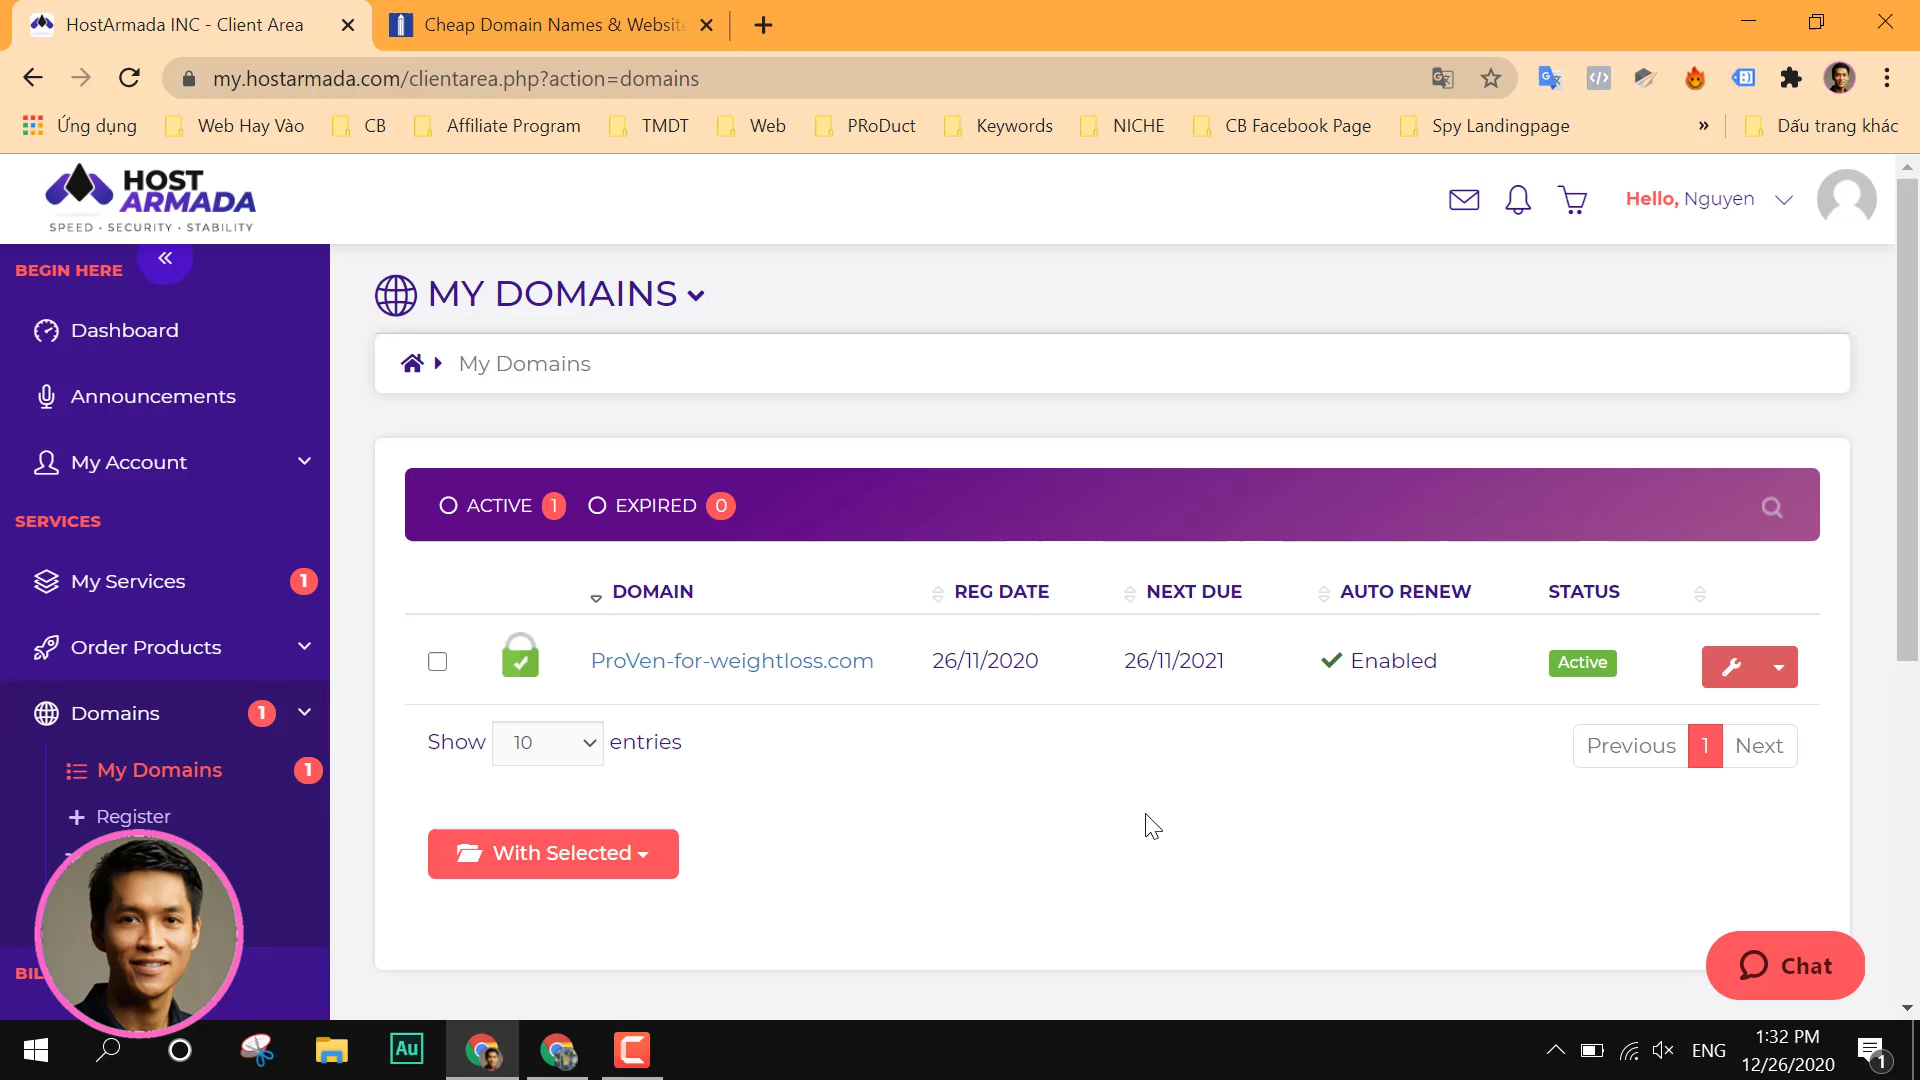 HostArmada INC - Client Area
Cheap Domain Names & Website
my.hostarmada.com/clientarea.php?action=domains
Ứng dụng
Web Hay Vào
CB
Affiliate Program
TMDT
Web
PRoDuct
Keywords
NICHE
CB Facebook Page
Spy Landingpage
»
Dấu trang khác
HOST
ARMADA
SPEED · SECURITY · STABILITY
Hello, Nguyen
BEGIN HERE
«
Dashboard
Announcements
My Account
SERVICES
My Services 1
Order Products
Domains 1
My Domains 1
+ Register
BIL
MY DOMAINS
My Domains
ACTIVE 1 EXPIRED 0
DOMAIN REG DATE NEXT DUE AUTO RENEW STATUS
ProVen-for-weightloss.com 26/11/2020 26/11/2021 Enabled Active
Show 10 entries
Previous 1 Next
With Selected
Chat
Au
ENG
1:32 PM
12/26/2020
1